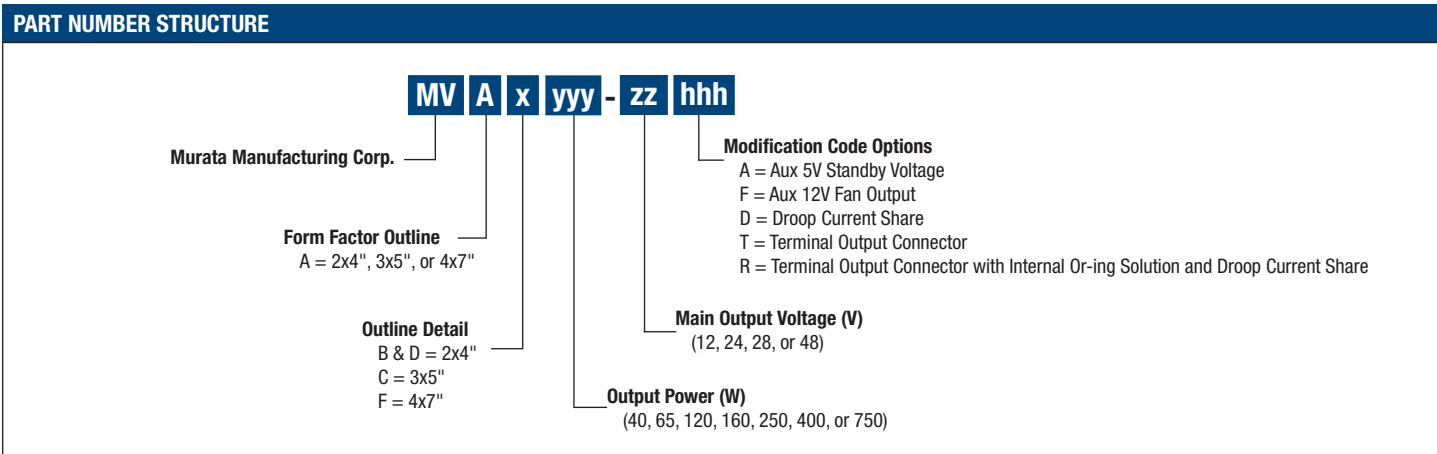 PART NUMBER STRUCTURE
MV A x yyy - zz hhh
Murata Manufacturing Corp.
Form Factor Outline
A = 2x4", 3x5", or 4x7"
Outline Detail
B & D = 2x4"
C = 3x5"
F = 4x7"
Output Power (W)
(40, 65, 120, 160, 250, 400, or 750)
Main Output Voltage (V)
(12, 24, 28, or 48)
Modification Code Options
A = Aux 5V Standby Voltage
F = Aux 12V Fan Output
D = Droop Current Share
T = Terminal Output Connector
R = Terminal Output Connector with Internal Or-ing Solution and Droop Current Share